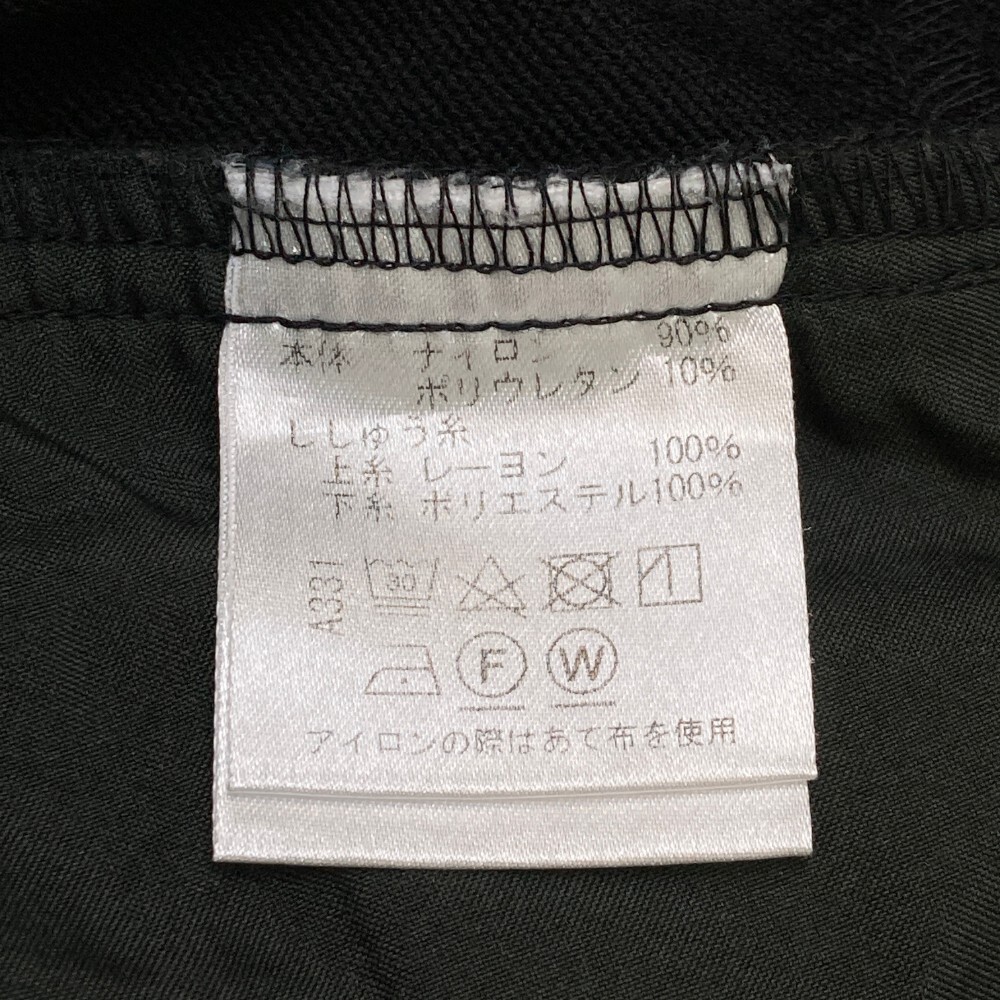 本体 ナイロン 90%
ポリウレタン 10%
ししゅう糸
上糸 レーヨン 100%
下糸 ポリエステル100%
A331
30
F W
アイロンの際はあて布を使用